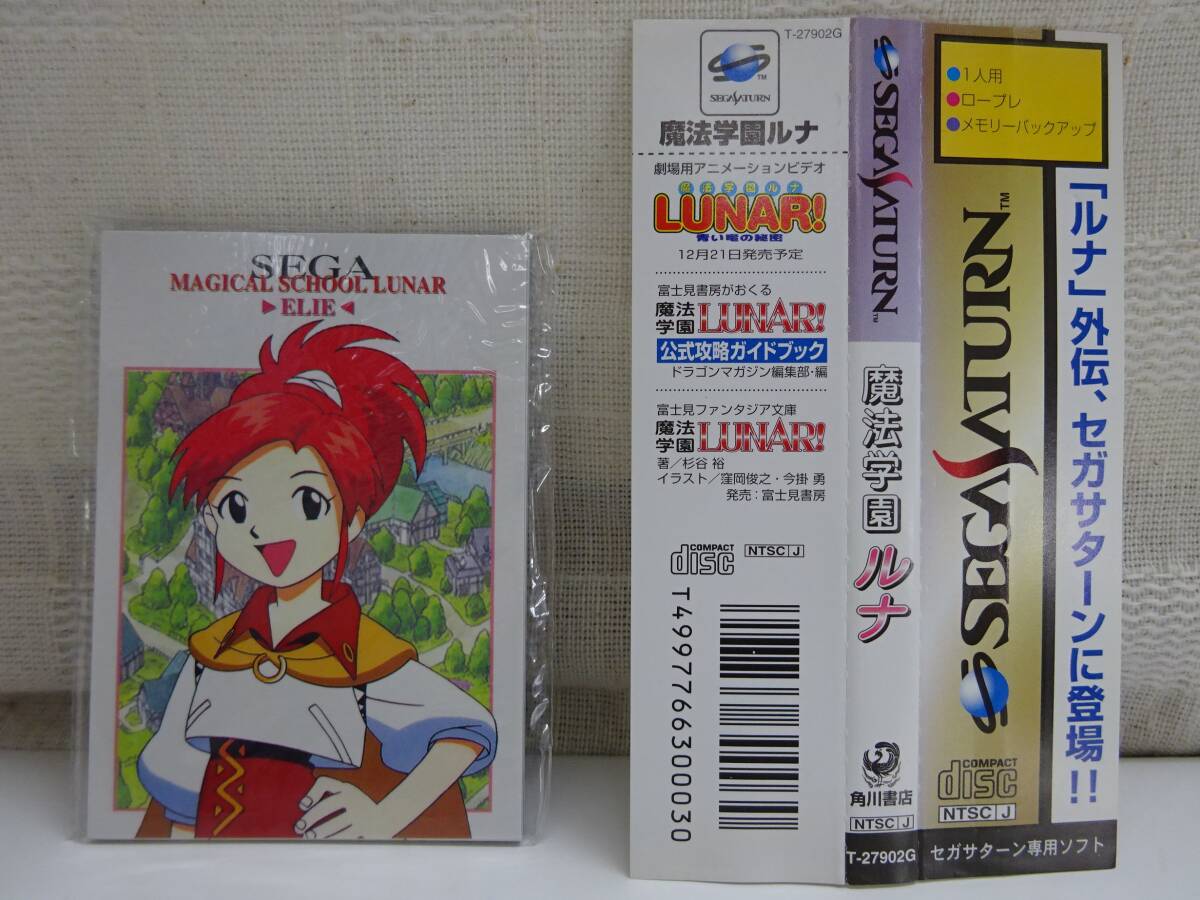 SEGA
MAGICAL SCHOOL LUNAR
▶ELIE◀
T-27902G
SEGA SATURN
TM
魔法学園ルナ
劇場用アニメーションビデオ
魔法学園ルナ
LUNAR!
青い竜の秘密
12月21日発売予定
富士見書房がおくる
魔法学園LUNAR!
公式攻略ガイドブック
ドラゴンマガジン編集部・編
富士見ファンタジア文庫
魔法学園LUNAR!
著/杉谷 裕
イラスト/窪岡俊之・今掛 勇
発売:富士見書房
COMPACT
disc
NTSC J
T4997766300030
SEGA SATURN
TM
魔法学園ルナ
角川書店
NTSC J
T-27902G
●1人用
●ロープレ
●メモリーバックアップ
SEGA SATURN
TM
COMPACT
disc
NTSC J
セガサターン専用ソフト
「ルナ」外伝、セガサターンに登場!!